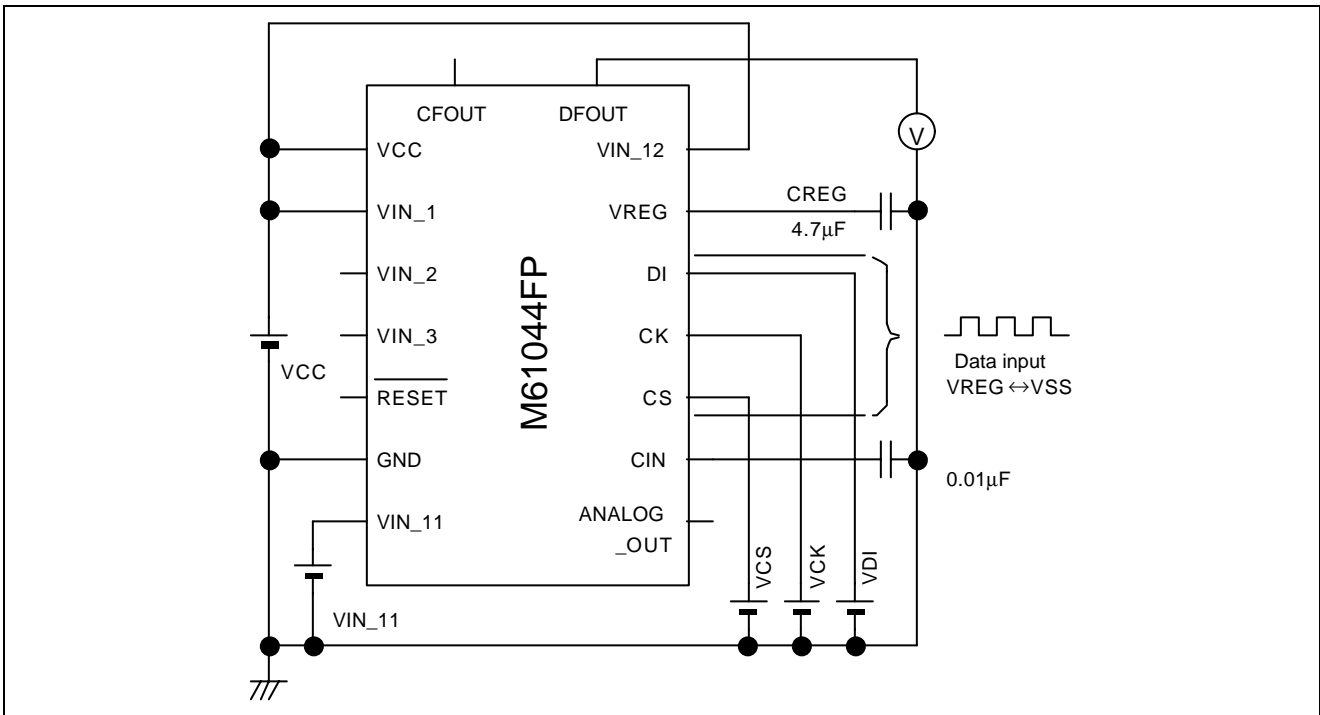 CFOUT
DFOUT
VCC
VIN_12
V
VIN_1
VREG
CREG
4.7μF
VIN_2
DI
VIN_3
CK
VCC
RESET
CS
M61044FP
Data input
VREG ↔VSS
GND
CIN
0.01μF
VIN_11
ANALOG
_OUT
VIN_11
VCS
VCK
VDI